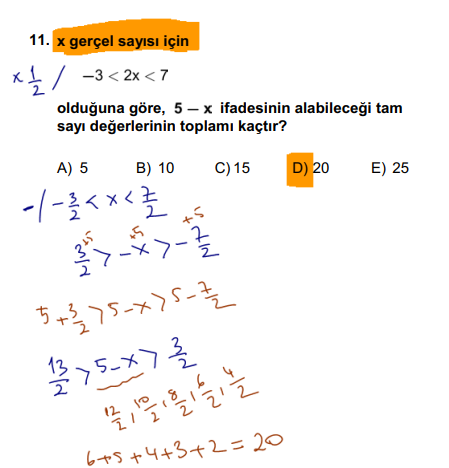 11. x gerçel sayısı için
x 1/2 / −3 < 2x < 7
olduğuna göre, 5 – x ifadesinin alabileceği tam
sayı değerlerinin toplamı kaçtır?
A) 5 B) 10 C) 15 D) 20 E) 25
-/ -3/2 < x < 7/2
+5 +5 +5
3/2 > -x > -7/2
5+3/2 > 5-x > 5-7/2
13/2 > 5-x > 3/2
12/2, 10/2, 8/2, 6/2, 4/2
6+5+4+3+2=20